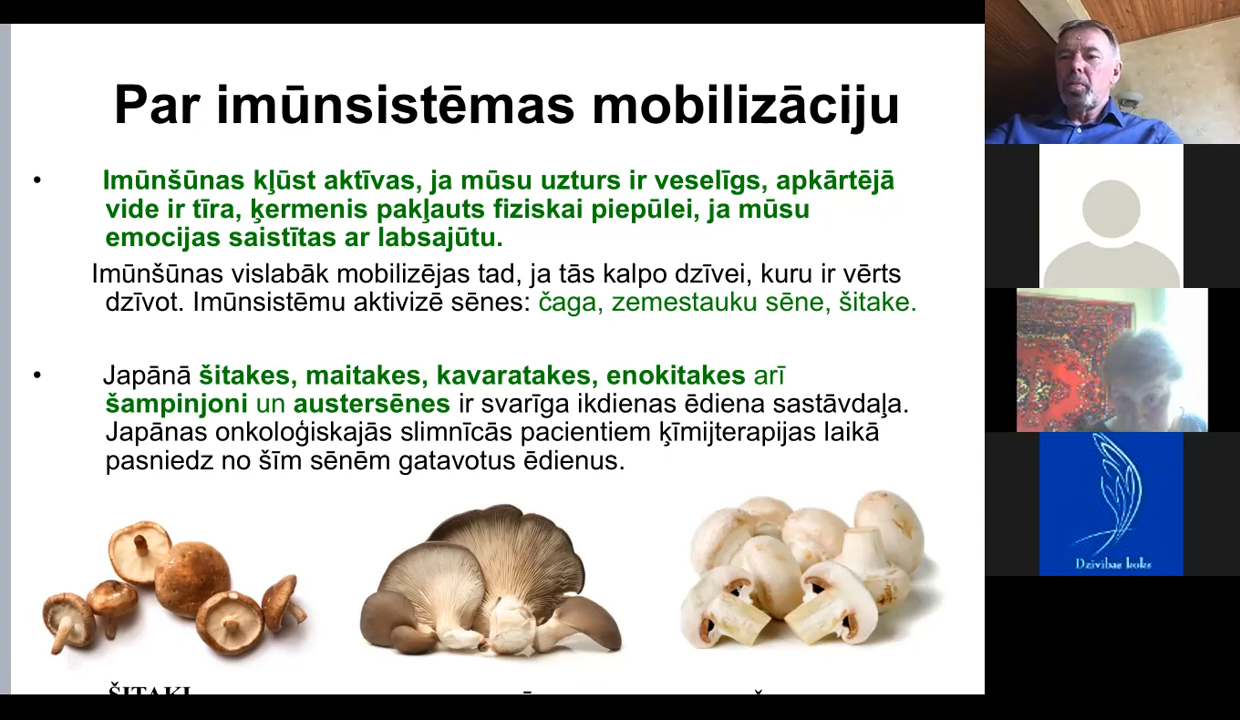 Par imūnsistēmas mobilizāciju
• Imūnšūnas kļūst aktīvas, ja mūsu uzturs ir veselīgs, apkārtējā
vide ir tīra, ķermenis pakļauts fiziskai piepūlei, ja mūsu
emocijas saistītas ar labsajūtu.
Imūnšūnas vislabāk mobilizējas tad, ja tās kalpo dzīvei, kuru ir vērts
dzīvot. Imūnsistēmu aktivizē sēnes: čaga, zemestauku sēne, šitake.
• Japānā šitakes, maitakes, kavaratakes, enokitakes arī
šampinjoni un austersēnes ir svarīga ikdienas ēdiena sastāvdaļa.
Japānas onkoloģiskajās slimnīcās pacientiem ķīmijterapijas laikā
pasniedz no šīm sēnēm gatavotus ēdienus.
ŠITAKI
Dzīvības koks